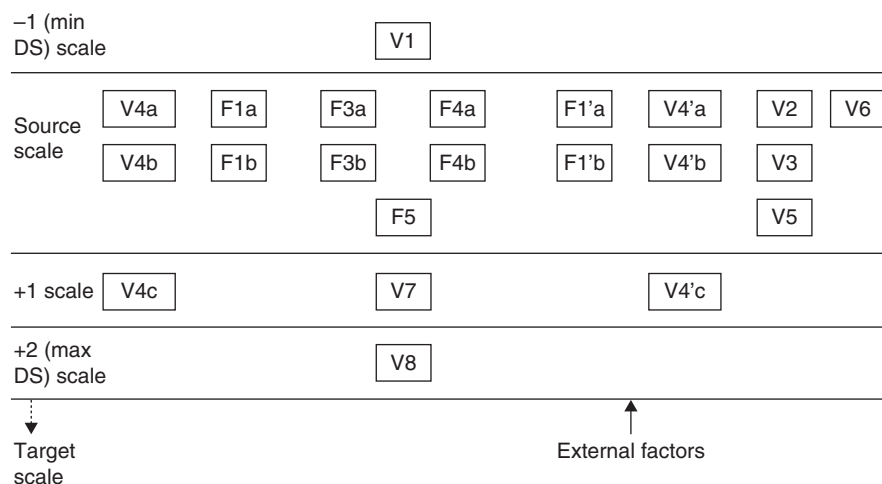 –1 (min
DS) scale
V1
Source
scale
V4a F1a F3a F4a F1'a V4'a V2 V6
V4b F1b F3b F4b F1'b V4'b V3
F5 V5
+1 scale V4c V7 V4'c
+2 (max
DS) scale
V8
Target
scale
External factors